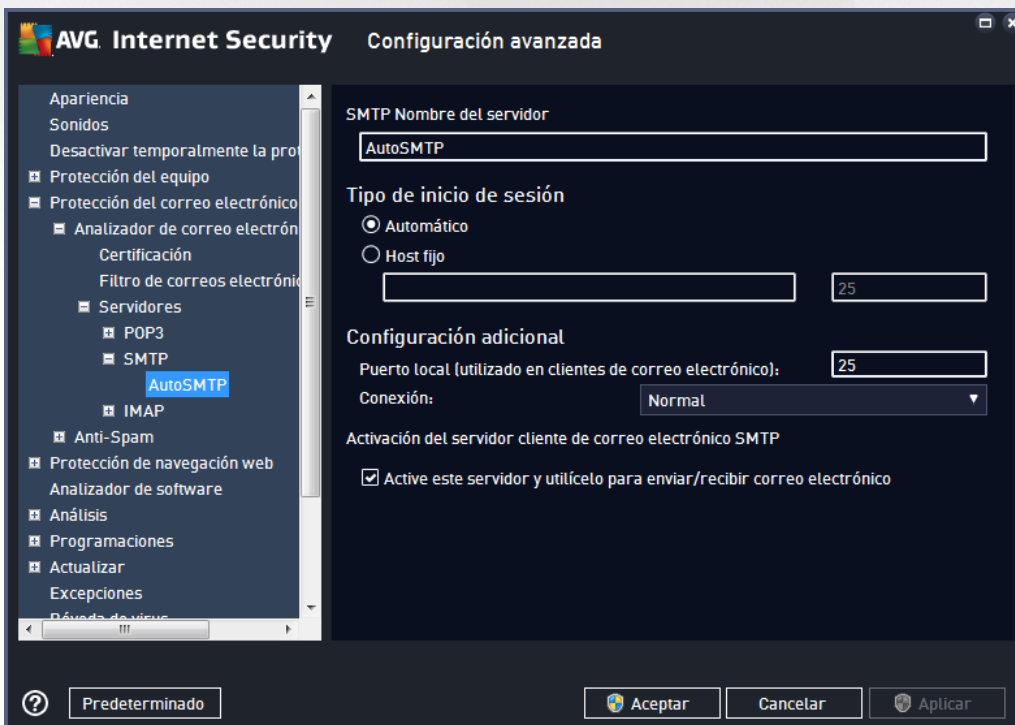 AVG. Internet Security
Configuración avanzada
Apariencia
Sonidos
Desactivar temporalmente la prot
Protección del equipo
Protección del correo electrónico
Analizador de correo electrón
Certificación
Filtro de correos electrónic
Servidores
POP3
SMTP
AutoSMTP
IMAP
Anti-Spam
Protección de navegación web
Analizador de software
Análisis
Programaciones
Actualizar
Excepciones
Bóveda de virus
SMTP Nombre del servidor
AutoSMTP
Tipo de inicio de sesión
Automático
Host fijo
25
Configuración adicional
Puerto local (utilizado en clientes de correo electrónico): 25
Conexión: Normal
Activación del servidor cliente de correo electrónico SMTP
Active este servidor y utilícelo para enviar/recibir correo electrónico
Predeterminado
Aceptar
Cancelar
Aplicar